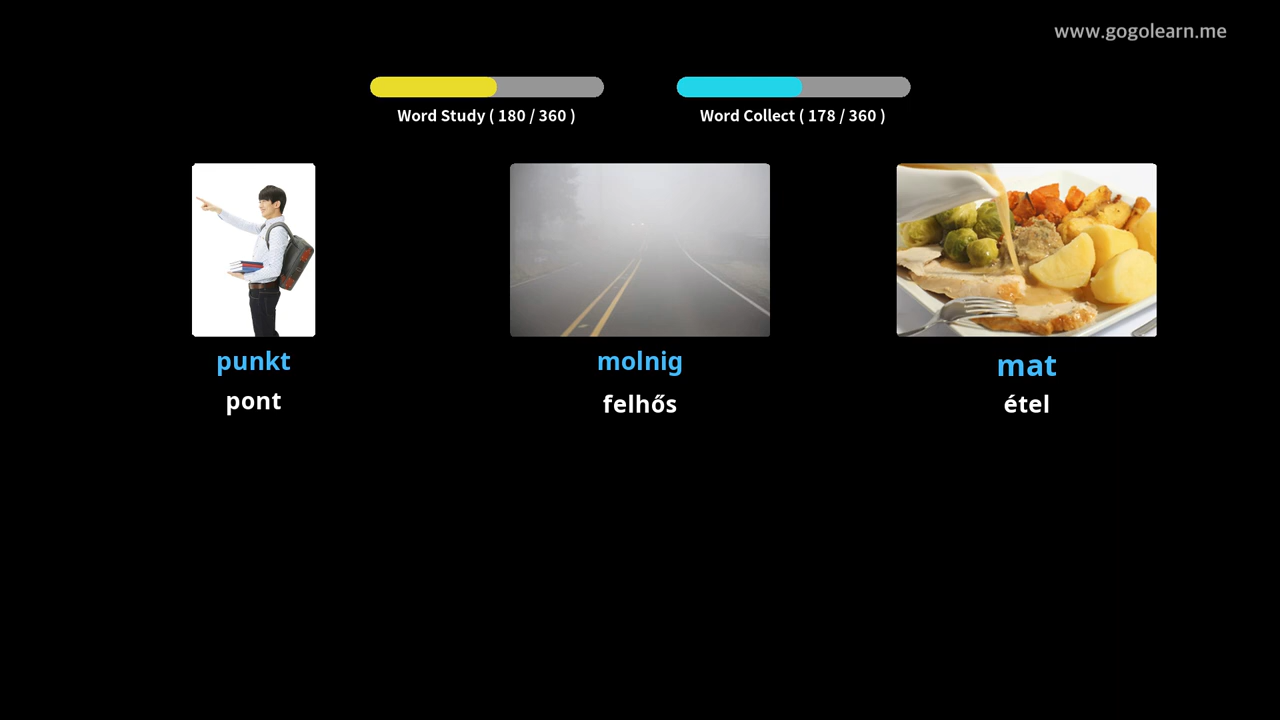 www.gogolearn.me
Word Study ( 180 / 360 )
Word Collect ( 178 / 360 )
punkt
pont
molnig
felhős
mat
étel